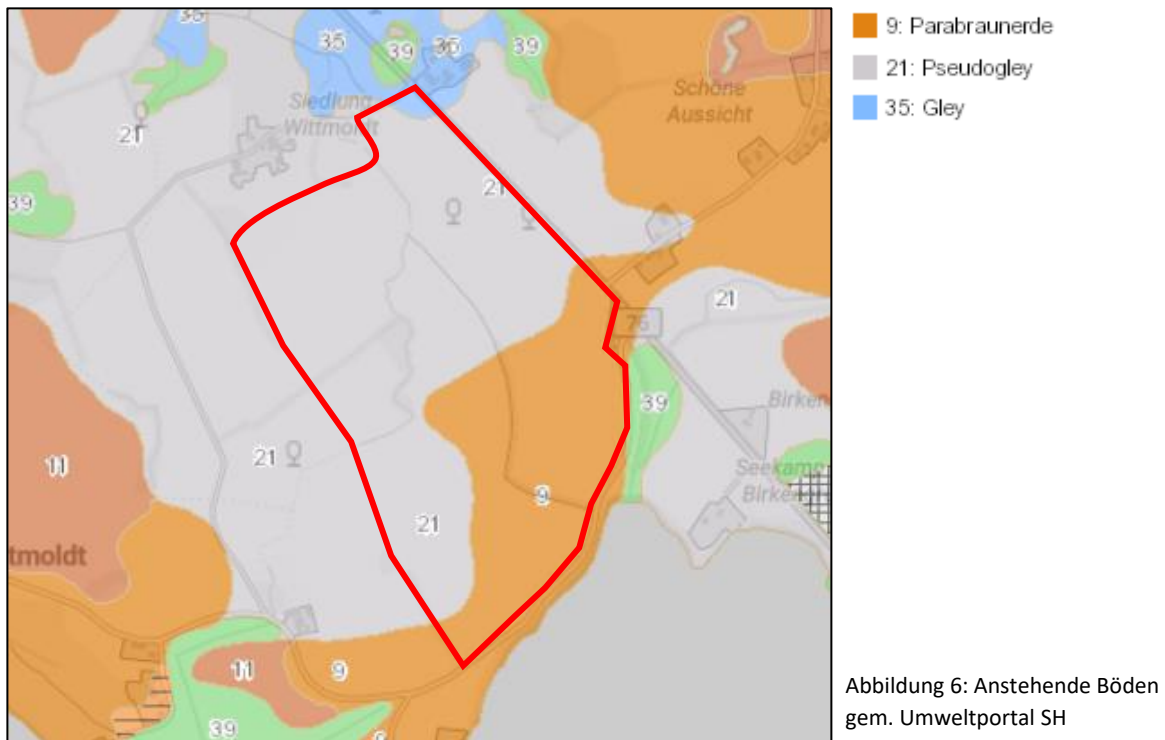 35
35
39
36
39
Siedlung
Wittmoldt
Schöne
Aussicht
21
21
39
21
76
39
Birken
Seekamp
Birken
11
21
9
21
tmoldt
11
9
39
9: Parabraunerde
21: Pseudogley
35: Gley
Abbildung 6: Anstehende Böden
gem. Umweltportal SH